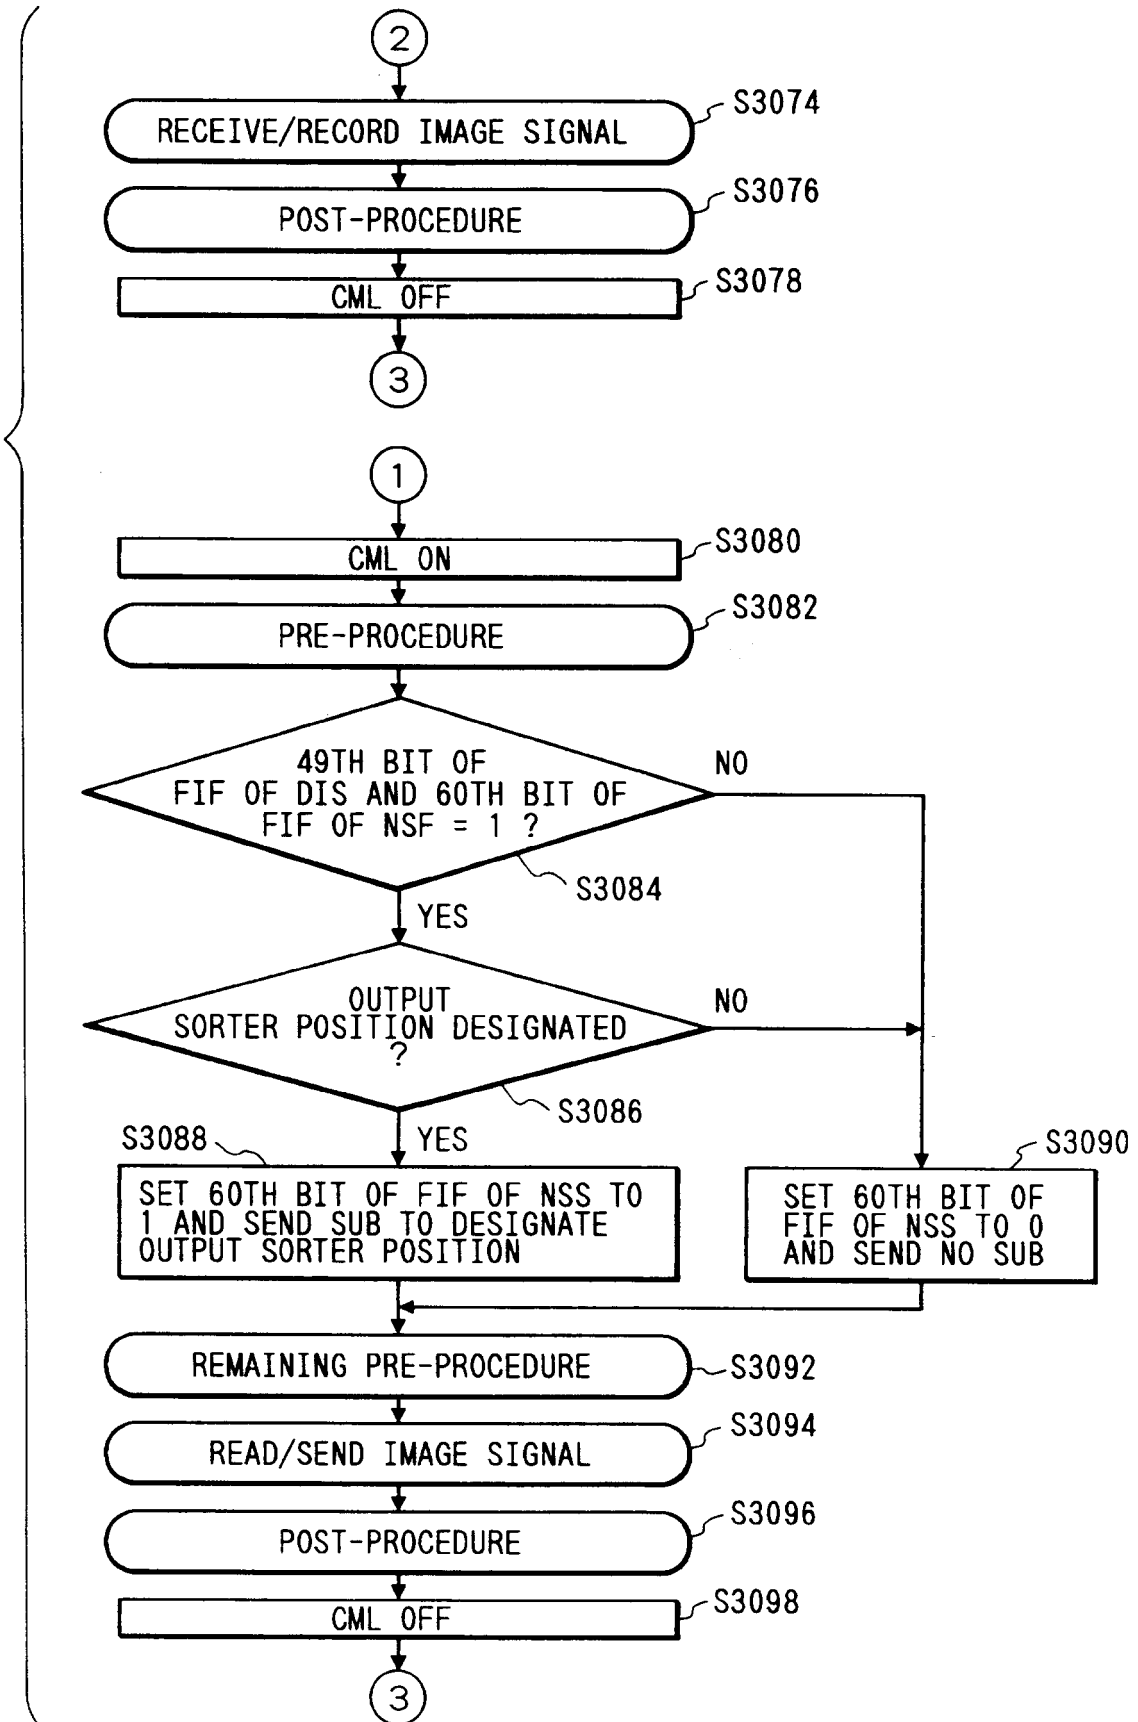 2
S3074
RECEIVE/RECORD IMAGE SIGNAL
S3076
POST-PROCEDURE
S3078
CML OFF
3
1
S3080
CML ON
S3082
PRE-PROCEDURE
49TH BIT OF
FIF OF DIS AND 60TH BIT OF
FIF OF NSF = 1 ?
NO
S3084
YES
OUTPUT
SORTER POSITION DESIGNATED
?
NO
S3086
YES
S3088
SET 60TH BIT OF FIF OF NSS TO
1 AND SEND SUB TO DESIGNATE
OUTPUT SORTER POSITION
S3090
SET 60TH BIT OF
FIF OF NSS TO 0
AND SEND NO SUB
REMAINING PRE-PROCEDURE
S3092
READ/SEND IMAGE SIGNAL
S3094
POST-PROCEDURE
S3096
CML OFF
S3098
3